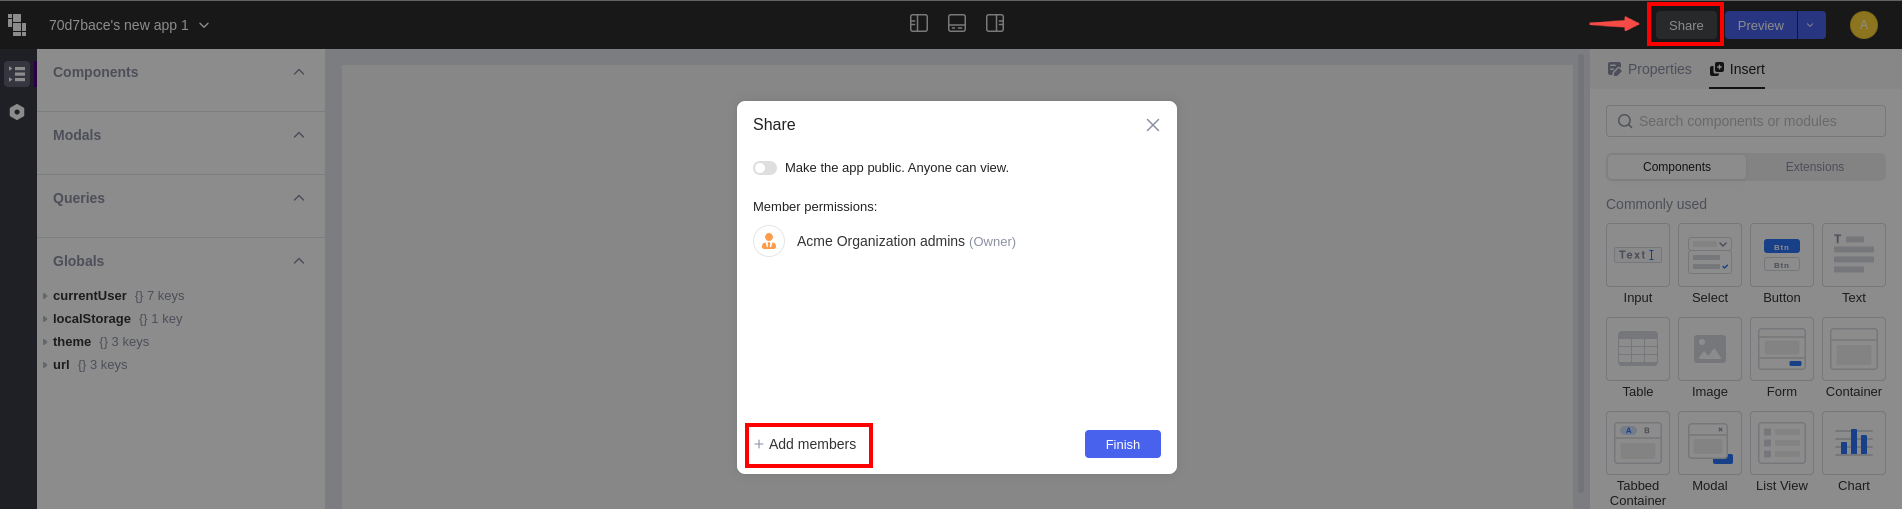 70d7bace's new app 1
Share
Preview
A
Components
Modals
Queries
Globals
currentUser {} 7 keys
localStorage {} 1 key
theme {} 3 keys
url {} 3 keys
Share
Make the app public. Anyone can view.
Member permissions:
Acme Organization admins (Owner)
+ Add members
Finish
Properties
Insert
Search components or modules
Components
Extensions
Commonly used
Text
Btn
Btn
T
Input
Select
Button
Text
Table
Image
Form
Container
A B
Tabbed
Container
Modal
List View
Chart